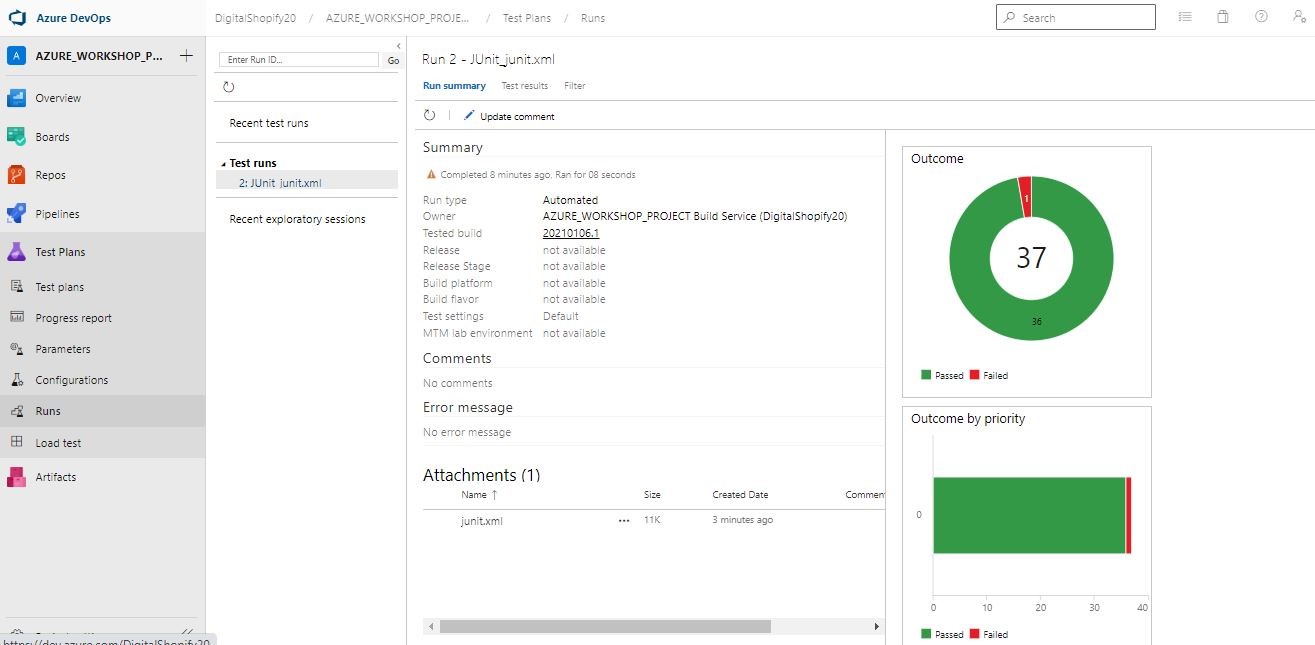 Azure DevOps
DigitalShopify20 / AZURE_WORKSHOP_PROJE... / Test Plans / Runs
Search
A AZURE_WORKSHOP_P...
Overview
Boards
Repos
Pipelines
Test Plans
Test plans
Progress report
Parameters
Configurations
Runs
Load test
Artifacts
https://dev.azure.com/DigitalShopify20
Enter Run ID... Go
Recent test runs
Test runs
2: JUnit_junit.xml
Recent exploratory sessions
Run 2 - JUnit_junit.xml
Run summary Test results Filter
Update comment
Summary
Completed 8 minutes ago, Ran for 08 seconds
Run type Automated
Owner AZURE_WORKSHOP_PROJECT Build Service (DigitalShopify20)
Tested build 20210106.1
Release not available
Release Stage not available
Build platform not available
Build flavor not available
Test settings Default
MTM lab environment not available
Comments
No comments
Error message
No error message
Attachments (1)
Name ↑ Size Created Date Commen
junit.xml ... 11K 3 minutes ago
Outcome
1
37
36
Passed Failed
Outcome by priority
0
0 10 20 30 40
Passed Failed